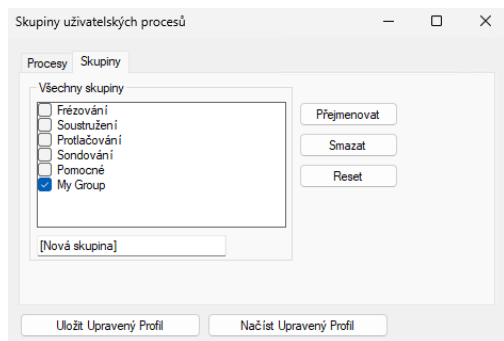 Skupiny uživatelských procesů
Procesy Skupiny
Všechny skupiny
Frézování
Soustružení
Protlačování
Sondování
Pomocné
My Group
[Nová skupina]
Přejmenovat
Smazat
Reset
Uložit Upravený Profil
Načíst Upravený Profil